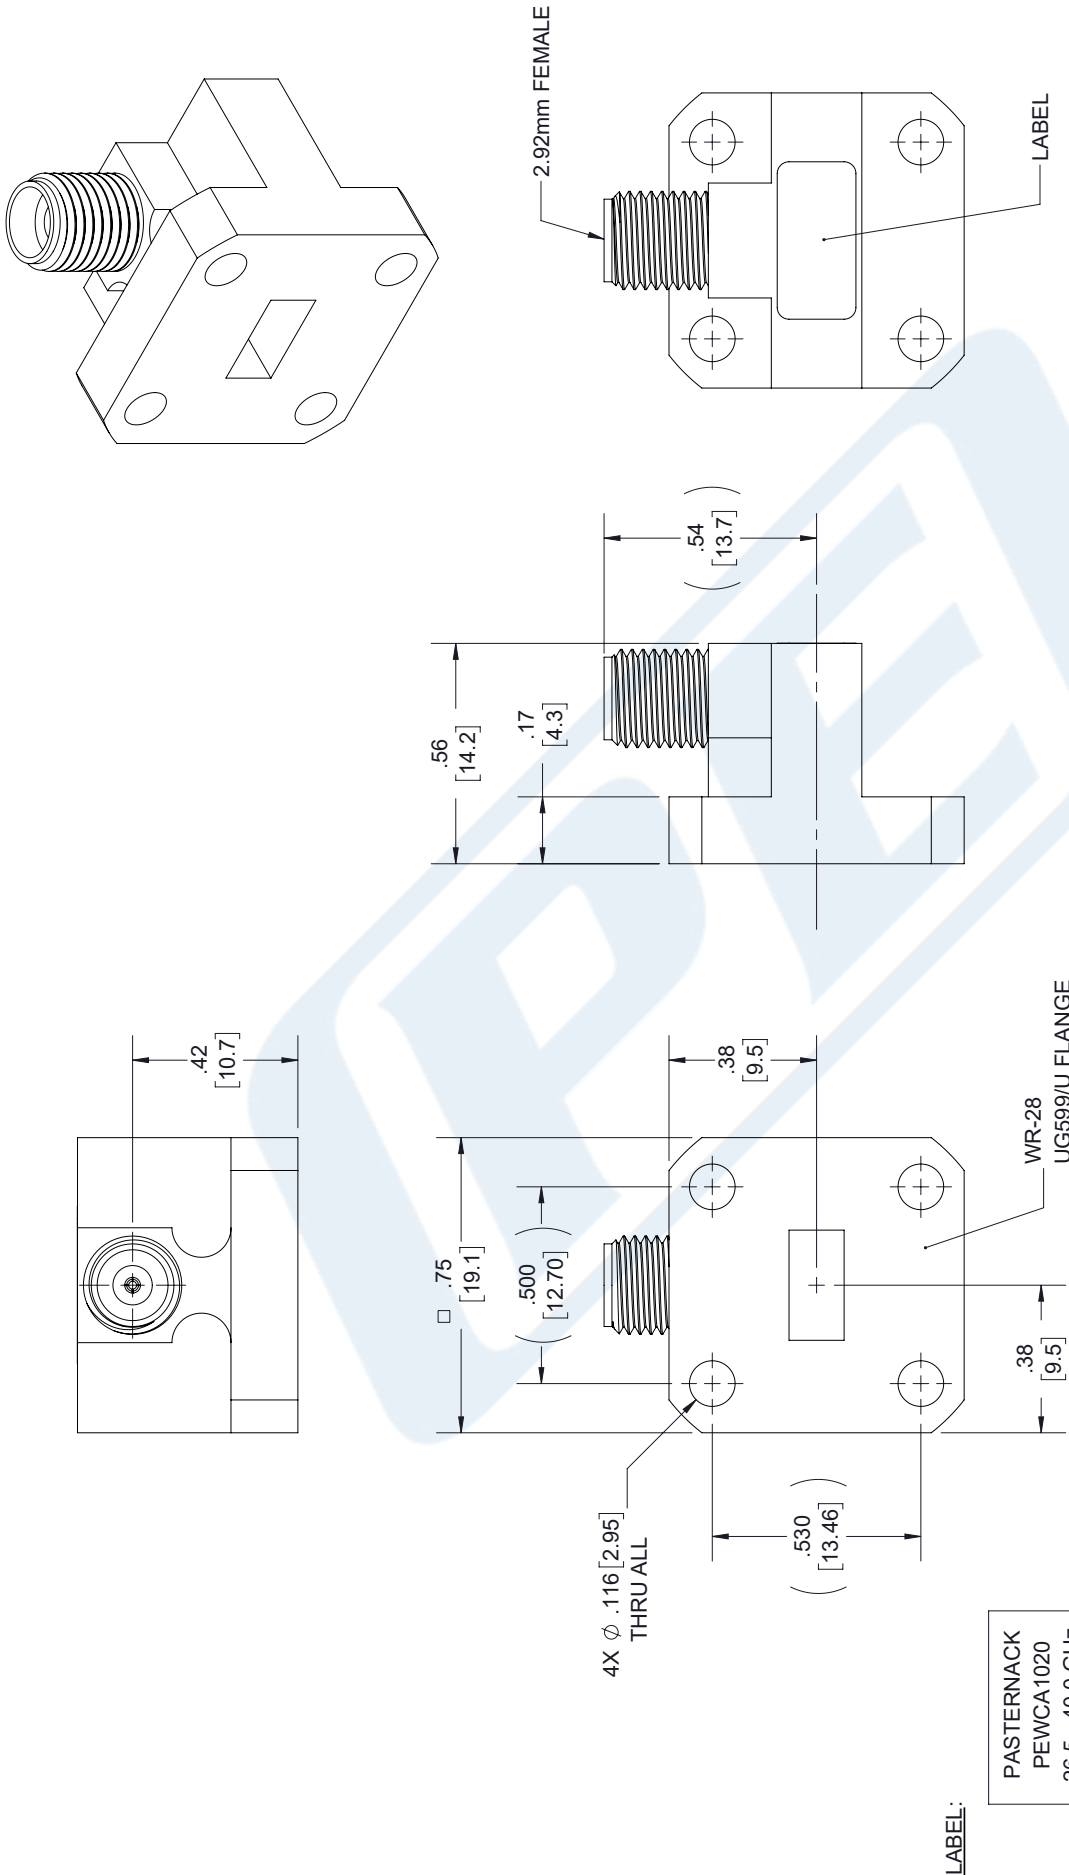 2.92mm FEMALE
LABEL
.54
[13.7]
.56
[14.2]
.17
[4.3]
.42
[10.7]
.38
[9.5]
□ .75
[19.1]
.500
[12.70]
WR-28
UG599/U FLANGE
.38
[9.5]
4X ∅ .116 [2.95]
THRU ALL
.530
[13.46]
LABEL:
PASTERNACK
PEWCA1020
PE